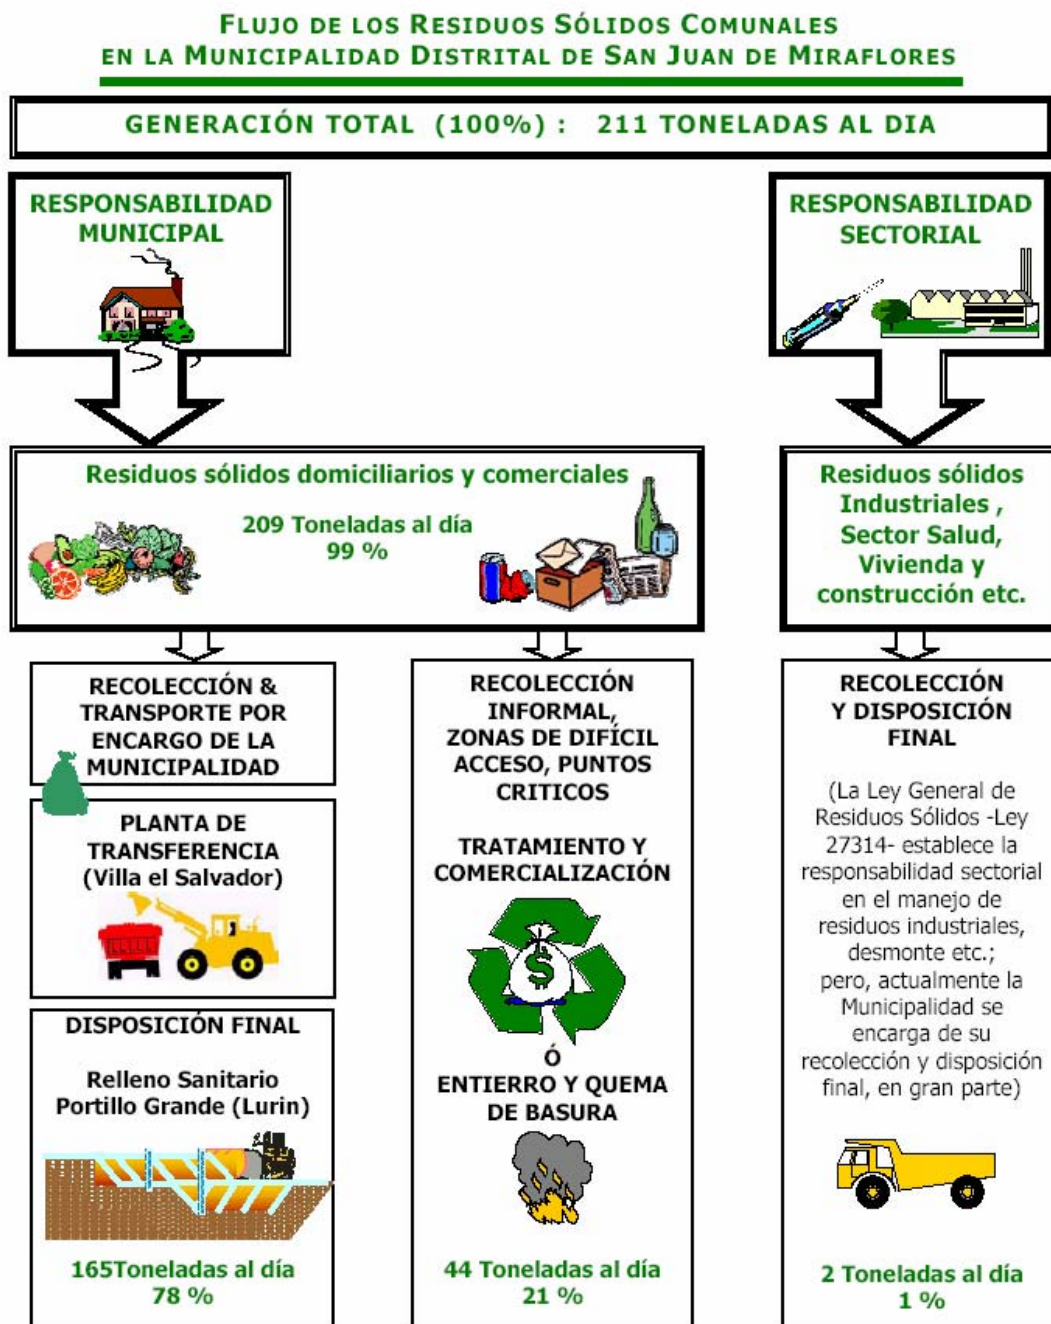 FLUJO DE LOS RESIDUOS SÓLIDOS COMUNALES
EN LA MUNICIPALIDAD DISTRITAL DE SAN JUAN DE MIRAFLORES
GENERACIÓN TOTAL (100%) : 211 TONELADAS AL DIA
RESPONSABILIDAD
MUNICIPAL
RESPONSABILIDAD
SECTORIAL
Residuos sólidos domiciliarios y comerciales
209 Toneladas al día
99 %
Residuos sólidos
Industriales ,
Sector Salud,
Vivienda y
construcción etc.
RECOLECCIÓN &
TRANSPORTE POR
ENCARGO DE LA
MUNICIPALIDAD
PLANTA DE
TRANSFERENCIA
(Villa el Salvador)
DISPOSICIÓN FINAL
Relleno Sanitario
Portillo Grande (Lurin)
165Toneladas al día
78 %
RECOLECCIÓN
INFORMAL,
ZONAS DE DIFÍCIL
ACCESO, PUNTOS
CRITICOS
TRATAMIENTO Y
COMERCIALIZACIÓN
$
Ó
ENTIERRO Y QUEMA
DE BASURA
44 Toneladas al día
21 %
RECOLECCIÓN
Y DISPOSICIÓN
FINAL
(La Ley General de
Residuos Sólidos -Ley
27314- establece la
responsabilidad sectorial
en el manejo de
residuos industriales,
desmonte etc.;
pero, actualmente la
Municipalidad se
encarga de su
recolección y disposición
final, en gran parte)
2 Toneladas al día
1 %